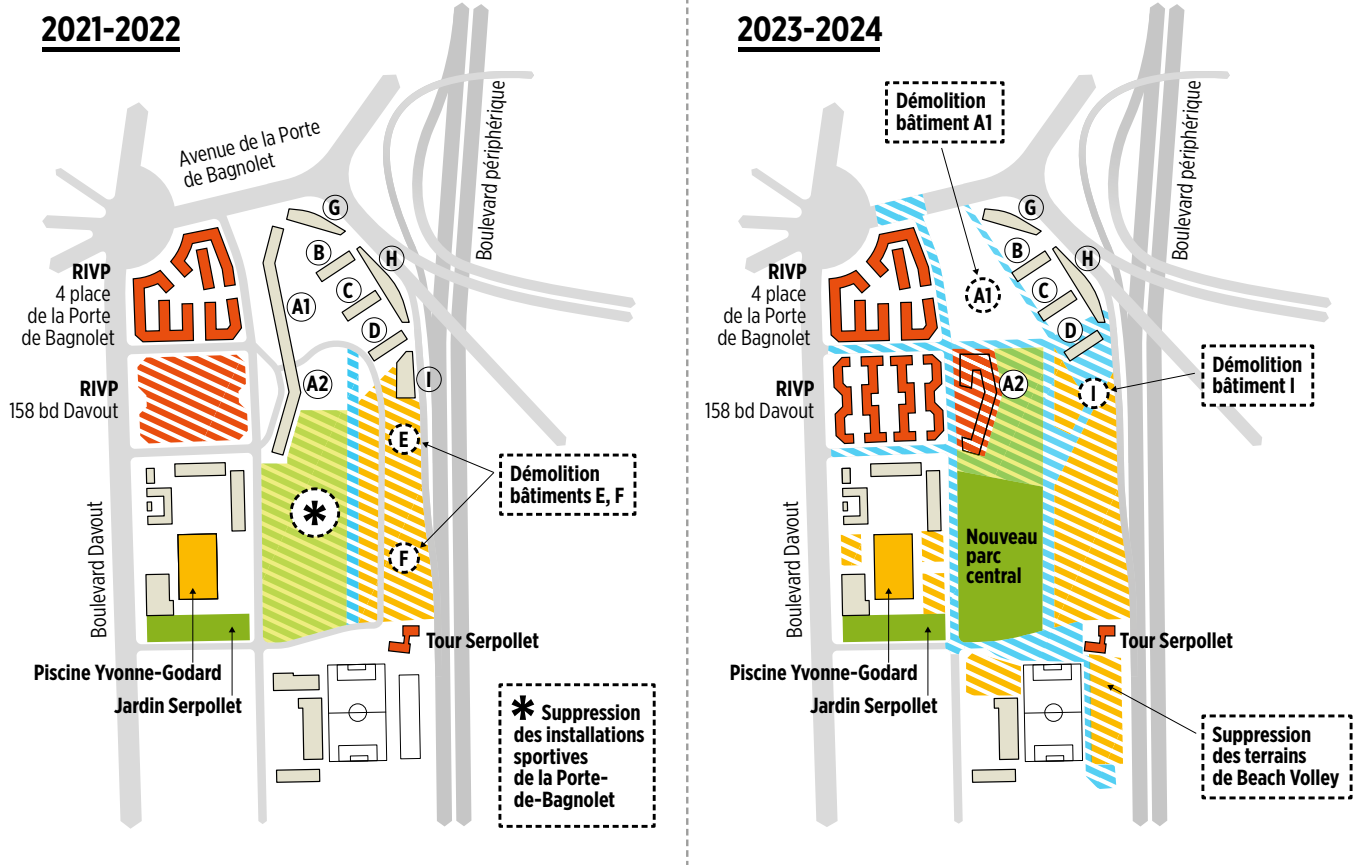 2021-2022
Avenue de la Porte
de Bagnolet
Boulevard périphérique
G
B
H
C
A1
D
A2
I
E
F
RIVP
4 place
de la Porte
de Bagnolet
RIVP
158 bd Davout
Démolition
bâtiments E, F
*
Boulevard Davout
Tour Serpollet
Piscine Yvonne-Godard
Jardin Serpollet
* Suppression
des installations
sportives
de la Porte-
de-Bagnolet
2023-2024
Démolition
bâtiment A1
Boulevard périphérique
G
B
H
C
A1
D
A2
I
RIVP
4 place
de la Porte
de Bagnolet
RIVP
158 bd Davout
Démolition
bâtiment I
Nouveau
parc
central
Boulevard Davout
Tour Serpollet
Piscine Yvonne-Godard
Jardin Serpollet
Suppression
des terrains
de Beach Volley